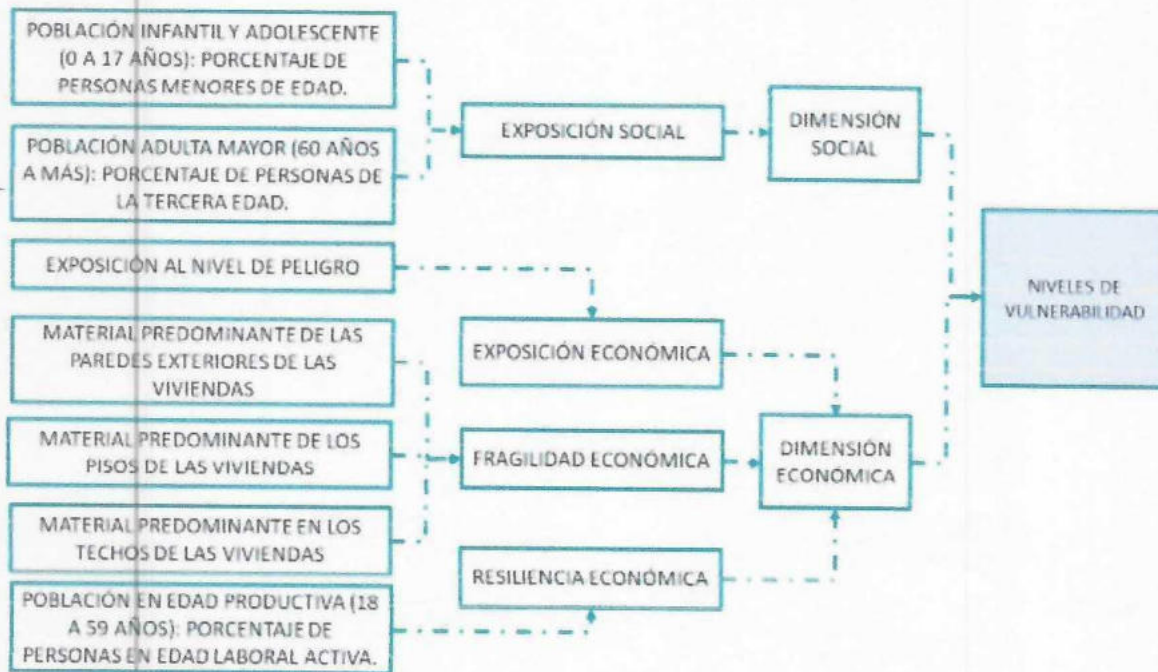 POBLACIÓN INFANTIL Y ADOLESCENTE
(0 A 17 AÑOS): PORCENTAJE DE
PERSONAS MENORES DE EDAD.
POBLACIÓN ADULTA MAYOR (60 AÑOS
A MÁS): PORCENTAJE DE PERSONAS DE
LA TERCERA EDAD.
EXPOSICIÓN AL NIVEL DE PELIGRO
MATERIAL PREDOMINANTE DE LAS
PAREDES EXTERIORES DE LAS
VIVIENDAS
MATERIAL PREDOMINANTE DE LOS
PISOS DE LAS VIVIENDAS
MATERIAL PREDOMINANTE EN LOS
TECHOS DE LAS VIVIENDAS
POBLACIÓN EN EDAD PRODUCTIVA (18
A 59 AÑOS): PORCENTAJE DE
PERSONAS EN EDAD LABORAL ACTIVA.
EXPOSICIÓN SOCIAL
EXPOSICIÓN ECONÓMICA
FRAGILIDAD ECONÓMICA
RESILIENCIA ECONÓMICA
DIMENSIÓN
SOCIAL
DIMENSIÓN
ECONÓMICA
NIVELES DE
VULNERABILIDAD